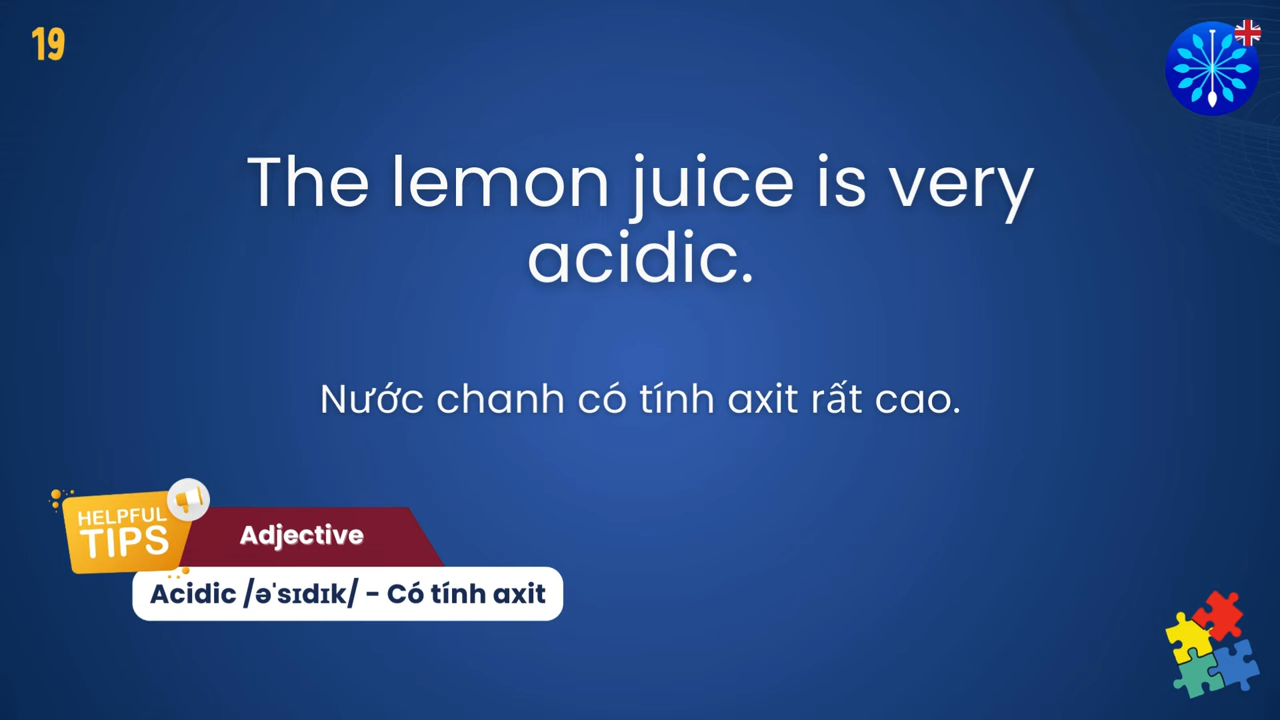 19
The lemon juice is very
acidic.
Nước chanh có tính axit rất cao.
HELPFUL
TIPS
Adjective
Acidic /əˈsɪdɪk/ - Có tính axit